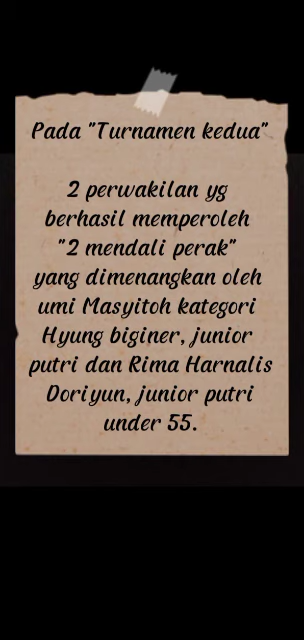 Pada "Turnamen kedua"
2 perwakilan yg
berhasil memperoleh
"2 mendali perak"
yang dimenangkan oleh
umi Masyitoh kategori
Hyung biginer, junior
putri dan Rima Harnalis
Doriyun, junior putri
under 55.